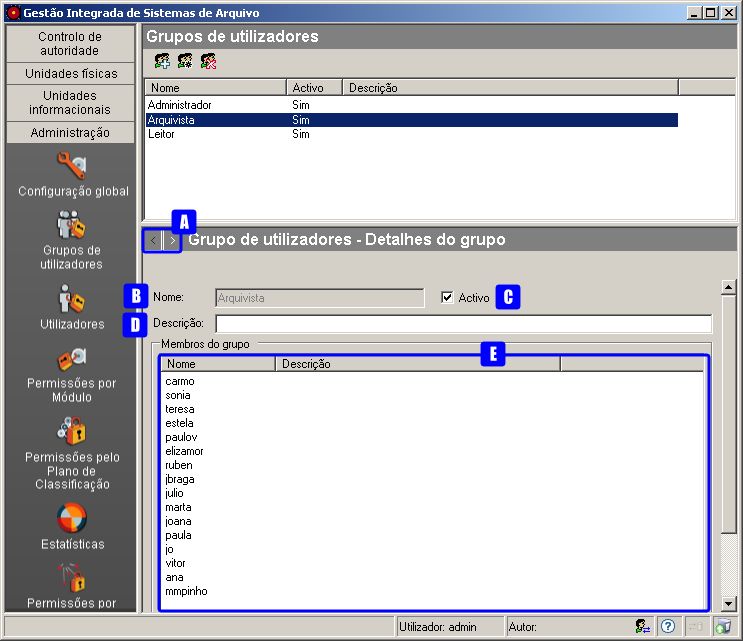 Gestão Integrada de Sistemas de Arquivo
Controlo de
autoridade
Unidades físicas
Unidades
informacionais
Administração
Configuração global
Grupos de
utilizadores
Utilizadores
Permissões por
Módulo
Permissões pelo
Plano de
Classificação
Estatísticas
Permissões por
Grupos de utilizadores
Nome Activo Descrição
Administrador Sim
Arquivista Sim
Leitor Sim
A
< > Grupo de utilizadores - Detalhes do grupo
B Nome: Arquivista Activo C
D Descrição:
Membros do grupo
E
Nome Descrição
carmo
sonia
teresa
estela
paulov
elizamor
ruben
jbraga
julio
marta
joana
paula
jo
vitor
ana
mmpinho
Utilizador: admin Autor: